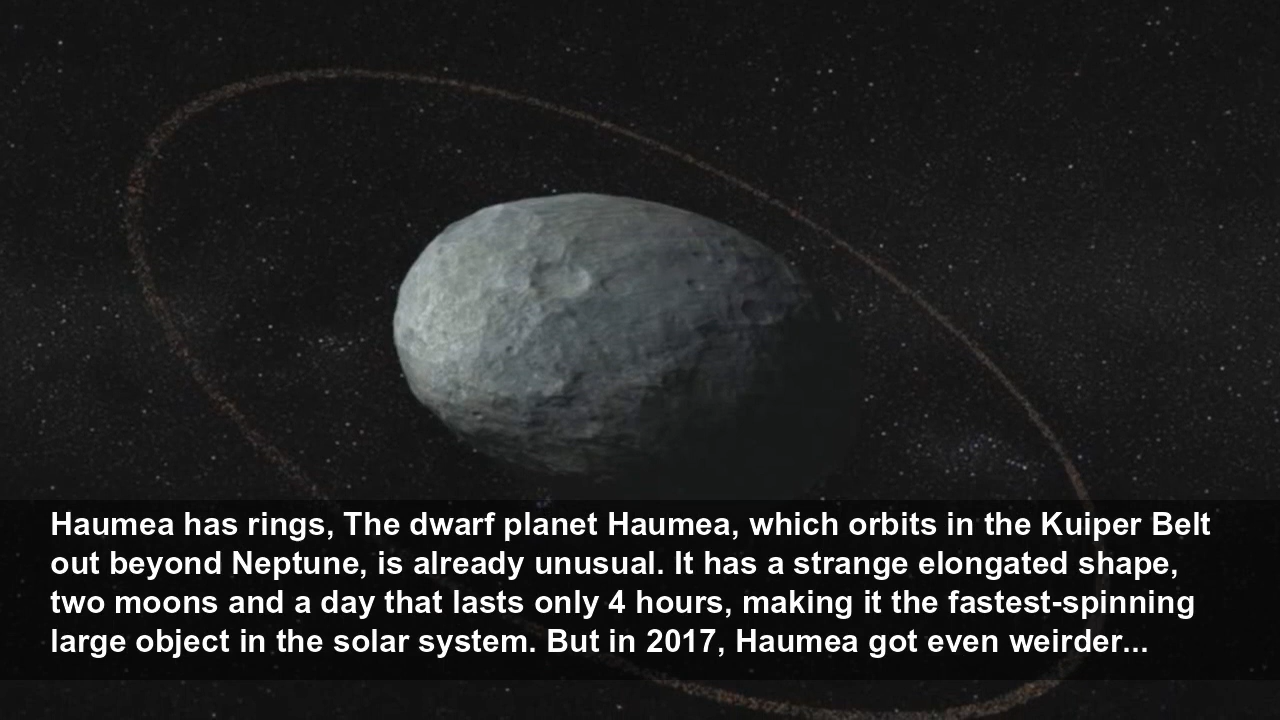 Haumea has rings, The dwarf planet Haumea, which orbits in the Kuiper Belt
out beyond Neptune, is already unusual. It has a strange elongated shape,
two moons and a day that lasts only 4 hours, making it the fastest-spinning
large object in the solar system. But in 2017, Haumea got even weirder...